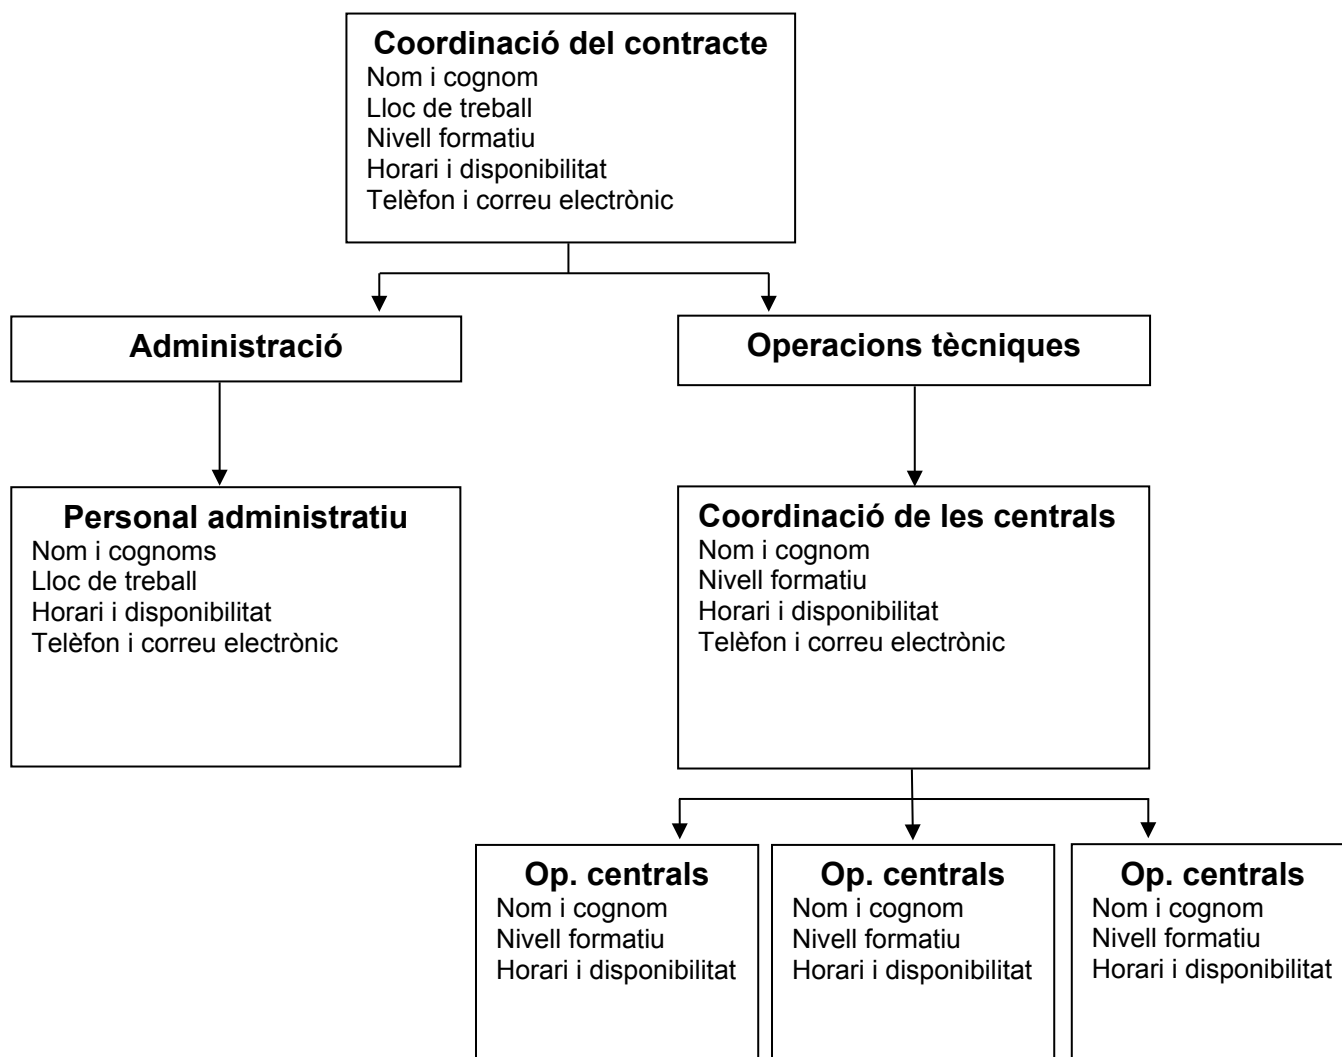 Coordinació del contracte
Nom i cognom
Lloc de treball
Nivell formatiu
Horari i disponibilitat
Telèfon i correu electrònic
Administració
Operacions tècniques
Personal administratiu
Nom i cognoms
Lloc de treball
Horari i disponibilitat
Telèfon i correu electrònic
Coordinació de les centrals
Nom i cognom
Nivell formatiu
Horari i disponibilitat
Telèfon i correu electrònic
Op. centrals
Nom i cognom
Nivell formatiu
Horari i disponibilitat
Op. centrals
Nom i cognom
Nivell formatiu
Horari i disponibilitat
Op. centrals
Nom i cognom
Nivell formatiu
Horari i disponibilitat